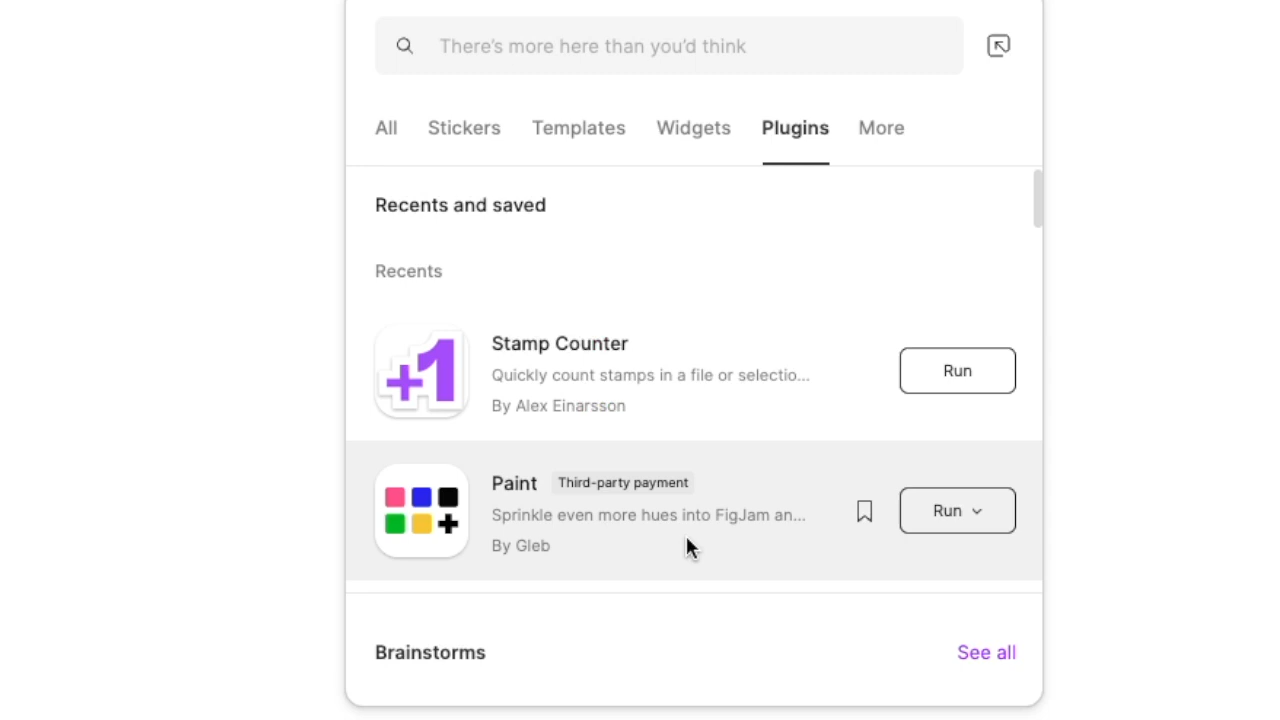 There's more here than you'd think
All Stickers Templates Widgets Plugins More
Recents and saved
Recents
+1
Stamp Counter
Quickly count stamps in a file or selectio...
By Alex Einarsson
Run
Paint Third-party payment
Sprinkle even more hues into FigJam an...
By Gleb
Run
Brainstorms
See all